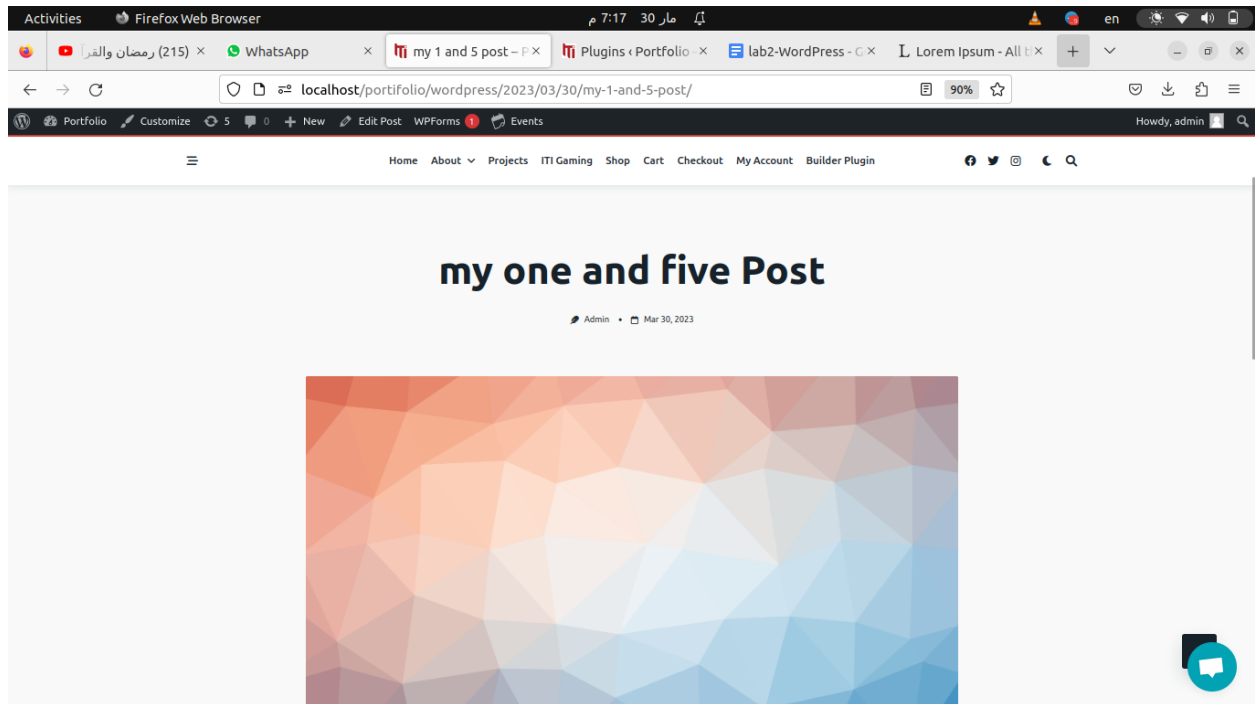 Activities Firefox Web Browser 7:17 م 30 مار en
(215) رمضان والقرآ WhatsApp my 1 and 5 post – P Plugins ‹ Portfolio – lab2-WordPress - G Lorem Ipsum - All t
localhost/portifolio/wordpress/2023/03/30/my-1-and-5-post/ 90%
Portfolio Customize 5 0 New Edit Post WPForms 1 Events Howdy, admin
Home About Projects ITI Gaming Shop Cart Checkout My Account Builder Plugin
my one and five Post
Admin • Mar 30, 2023